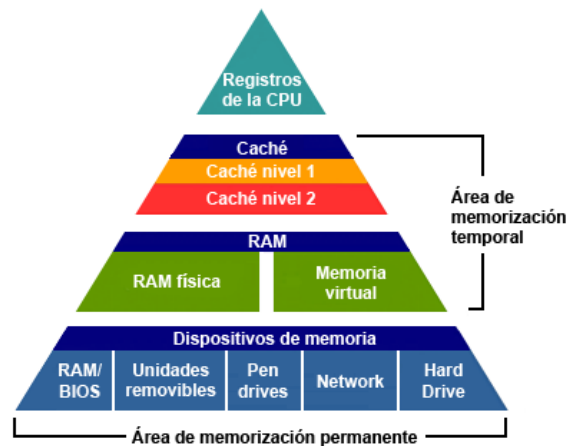 Registros
de la CPU
Caché
Caché nivel 1
Caché nivel 2
Área de
memorización
temporal
RAM
RAM física
Memoria
virtual
Dispositivos de memoria
RAM/
BIOS
Unidades
removibles
Pen
drives
Network
Hard
Drive
Área de memorización permanente